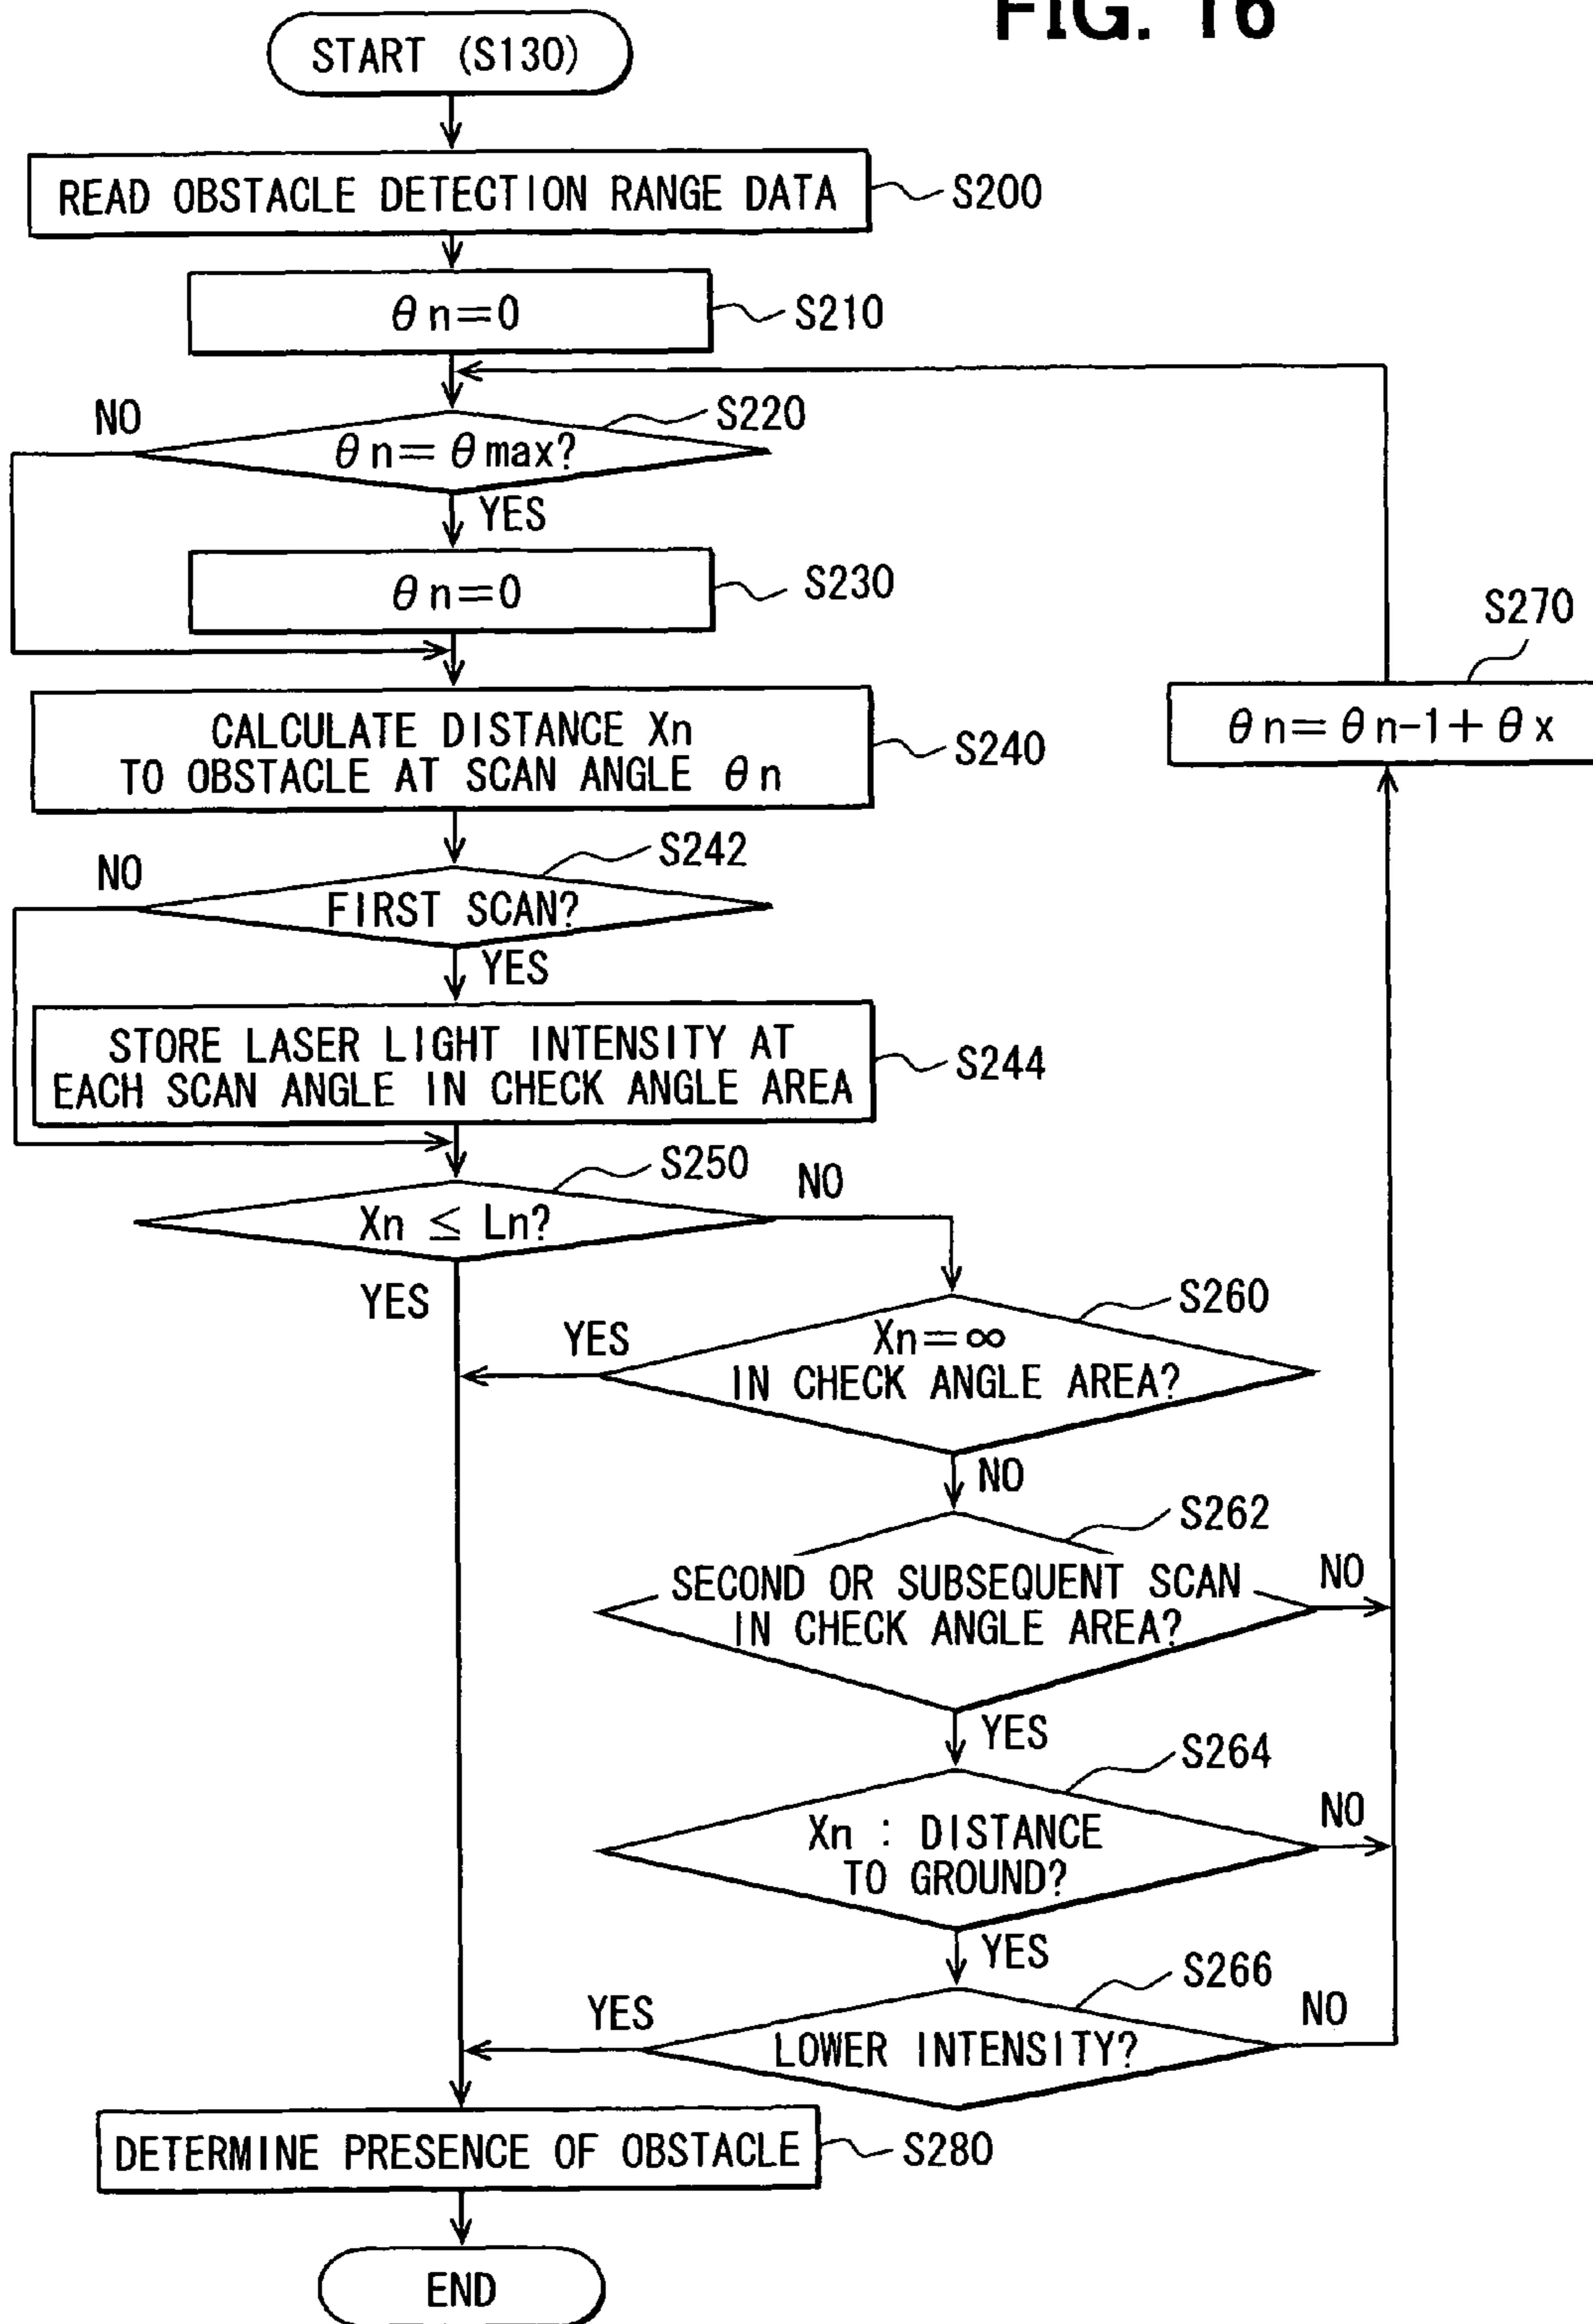 FIG. 16
START (S130)
READ OBSTACLE DETECTION RANGE DATA
S200
θn=0
S210
NO
S220
θn=θmax?
YES
θn=0
S230
S270
θn=θn-1+θx
CALCULATE DISTANCE Xn
TO OBSTACLE AT SCAN ANGLE θn
S240
NO
S242
FIRST SCAN?
YES
STORE LASER LIGHT INTENSITY AT
EACH SCAN ANGLE IN CHECK ANGLE AREA
S244
S250
NO
Xn ≤ Ln?
YES
S260
YES
Xn=∞
IN CHECK ANGLE AREA?
NO
S262
SECOND OR SUBSEQUENT SCAN
IN CHECK ANGLE AREA?
NO
YES
S264
NO
Xn : DISTANCE
TO GROUND?
YES
S266
YES
NO
LOWER INTENSITY?
DETERMINE PRESENCE OF OBSTACLE
S280
END